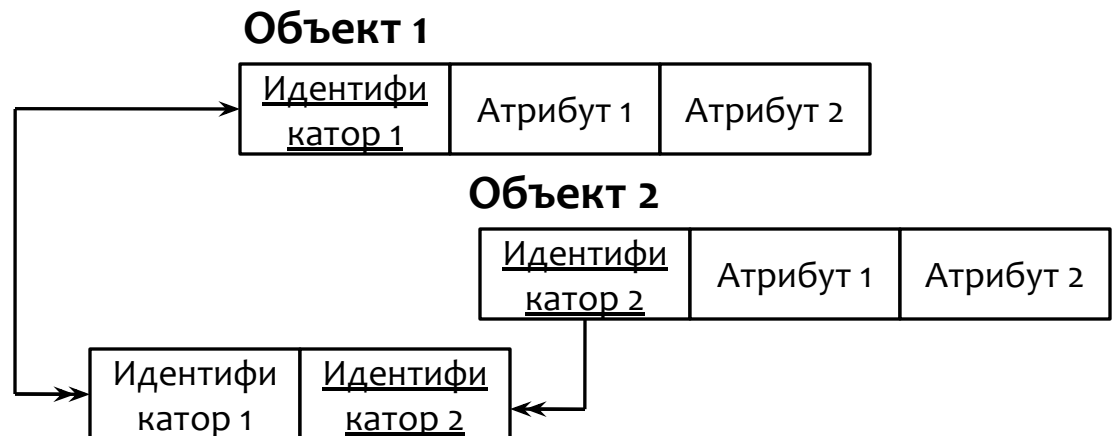 Объект 1
Идентифи
катор 1
Атрибут 1
Атрибут 2
Объект 2
Идентифи
катор 2
Атрибут 1
Атрибут 2
Идентифи
катор 1
Идентифи
катор 2